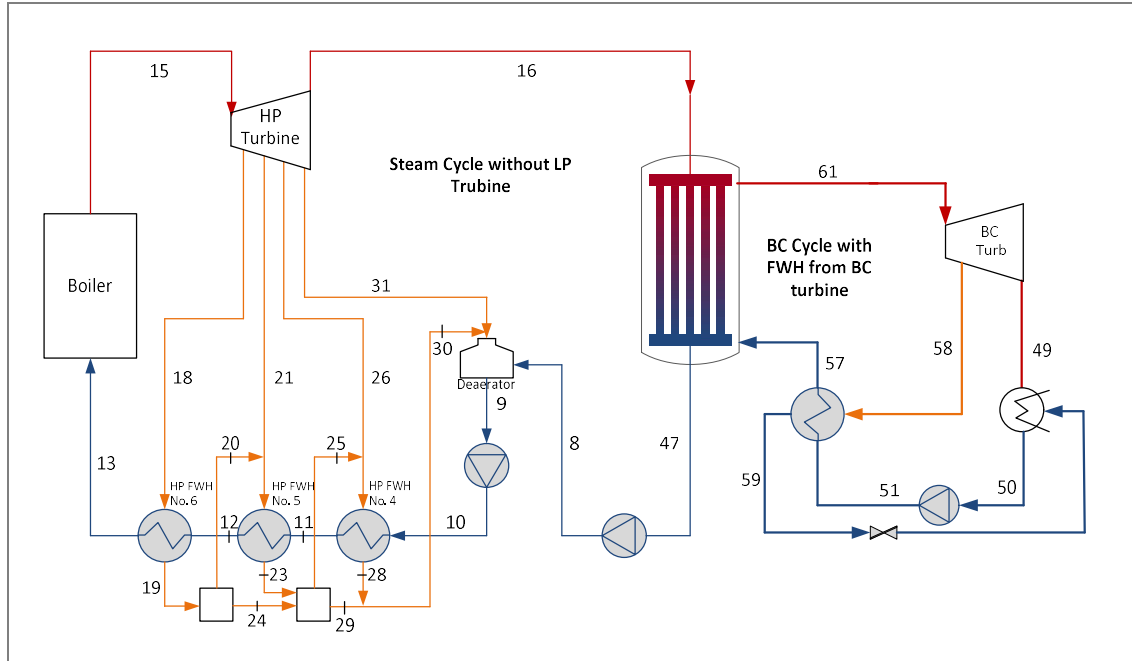 15
16
HP
Turbine
Steam Cycle without LP
Trubine
61
BC
Turb
BC Cycle with
FWH from BC
turbine
Boiler
31
30
Deaerator
18
21
26
9
8
47
57
58
49
13
20
25
59
51
50
HP FWH
No. 6
HP FWH
No. 5
HP FWH
No. 4
12
11
10
19
23
28
24
29